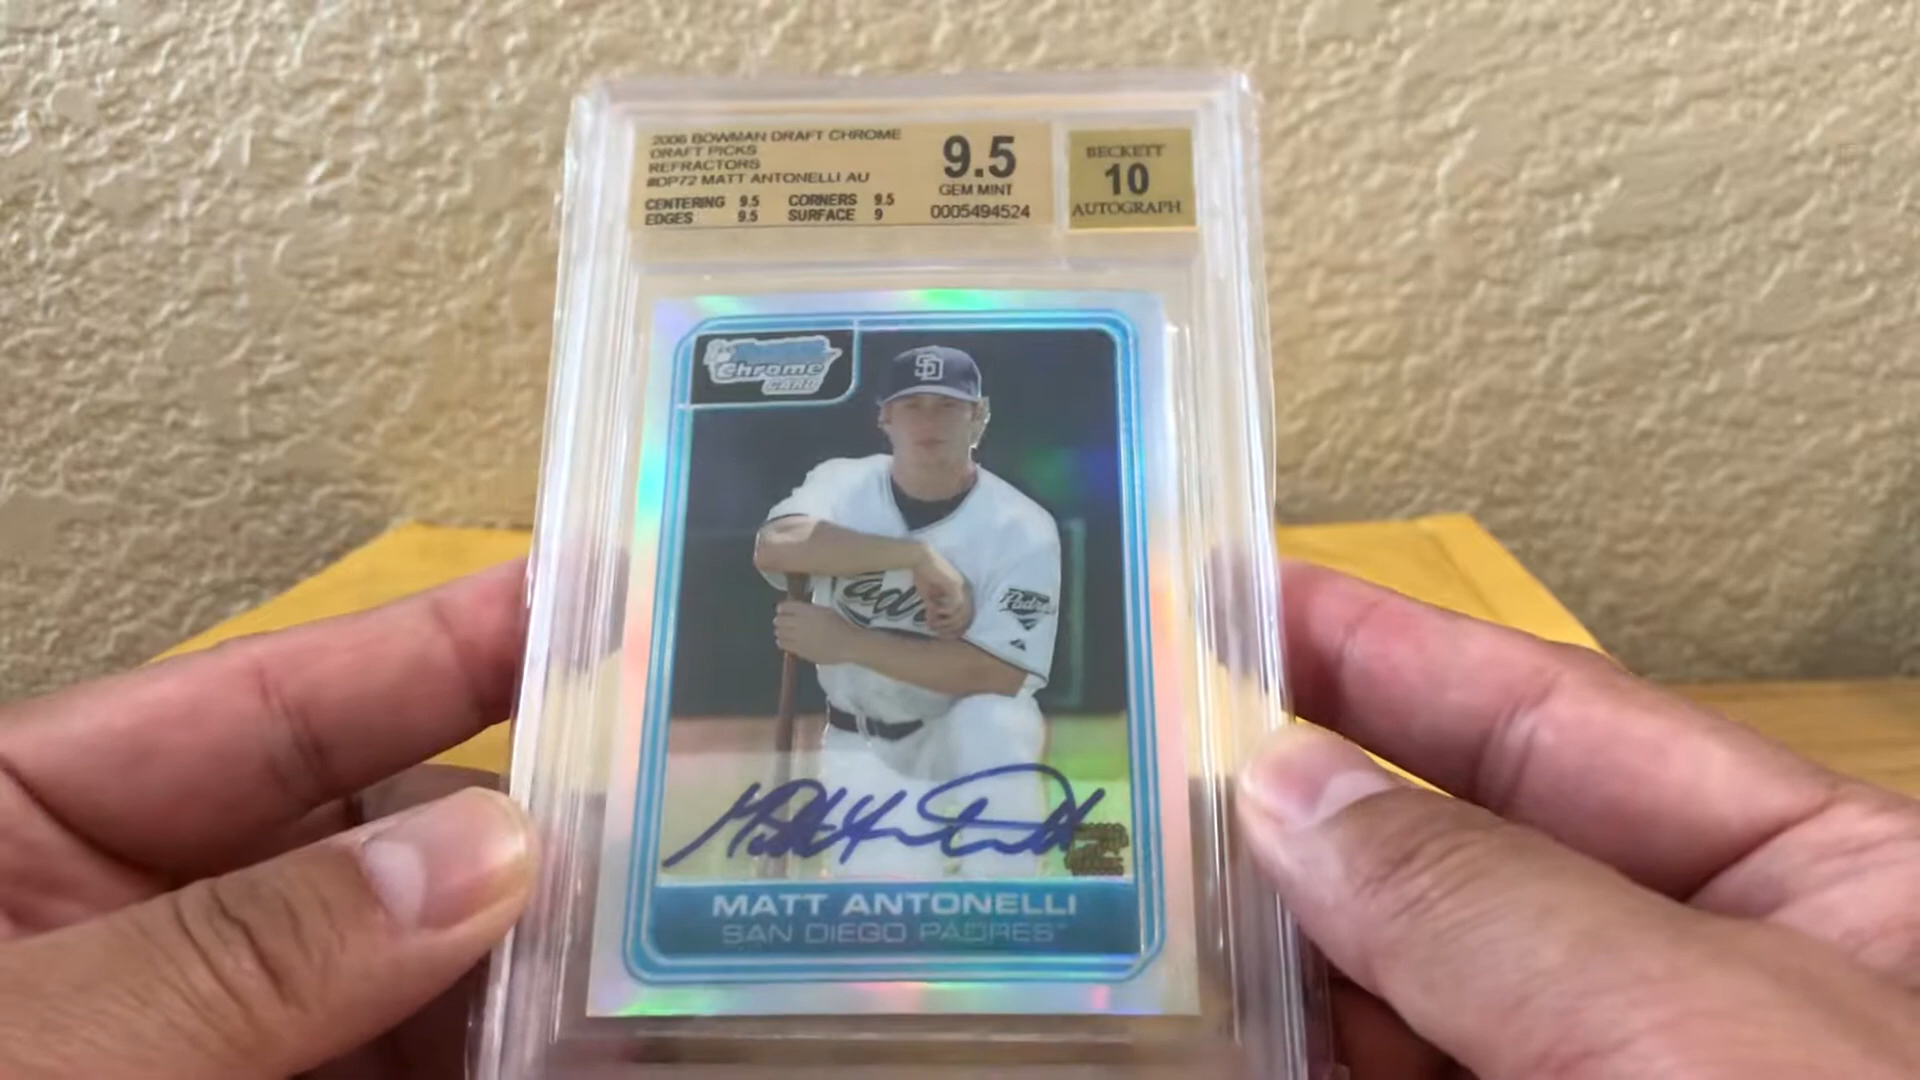 2006 BOWMAN DRAFT CHROME
DRAFT PICKS
REFRACTORS
#DP72 MATT ANTONELLI AU
CENTERING 9.5 CORNERS 9.5
EDGES 9.5 SURFACE 9
9.5
GEM MINT
0005494524
BECKETT
10
AUTOGRAPH
Chrome
CARD
SD
Padres
MATT ANTONELLI
SAN DIEGO PADRES